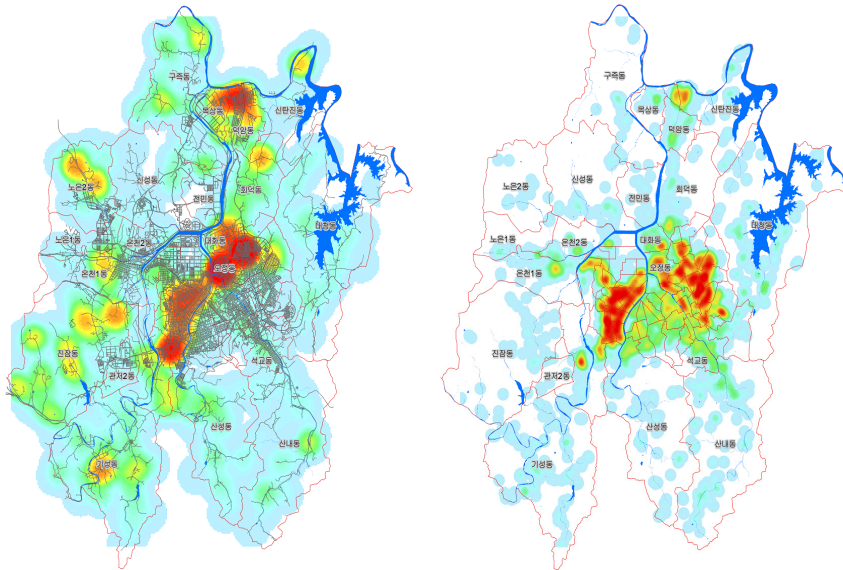 구즉동
목상동
신탄진동
덕암동
노은2동
신성동
전민동
회덕동
노은1동
온천2동
대화동
대청동
온천1동
오정동
진잠동
관저2동
석교동
산성동
산내동
기성동
구즉동
목상동
신탄진동
덕암동
노은2동
신성동
전민동
회덕동
노은1동
온천2동
대화동
대청동
온천1동
오정동
진잠동
관저2동
석교동
산성동
산내동
기성동